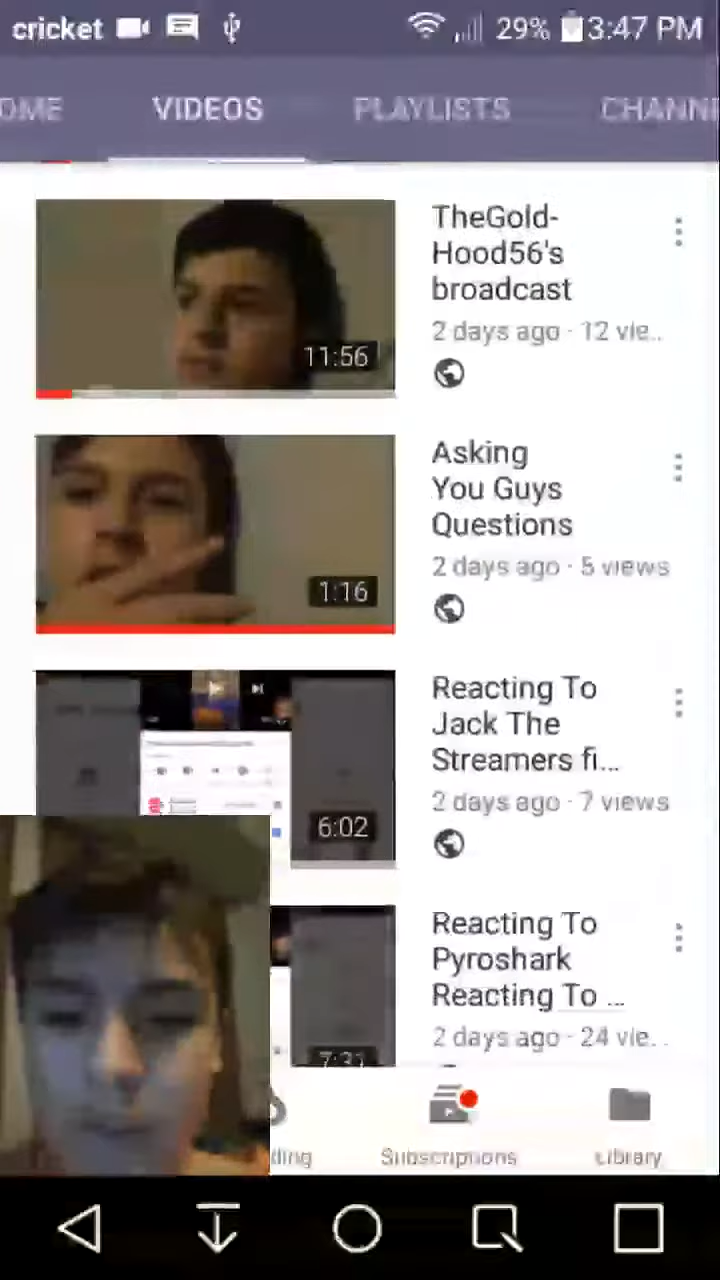 cricket 29% 3:47 PM
OME VIDEOS PLAYLISTS CHANN
TheGold-
Hood56's
broadcast
2 days ago · 12 vie..
11:56
Asking
You Guys
Questions
2 days ago · 5 views
1:16
Reacting To
Jack The
Streamers fi...
2 days ago · 7 views
6:02
Reacting To
Pyroshark
Reacting To ...
2 days ago · 24 vie..
7:31
ding Subscriptions Library